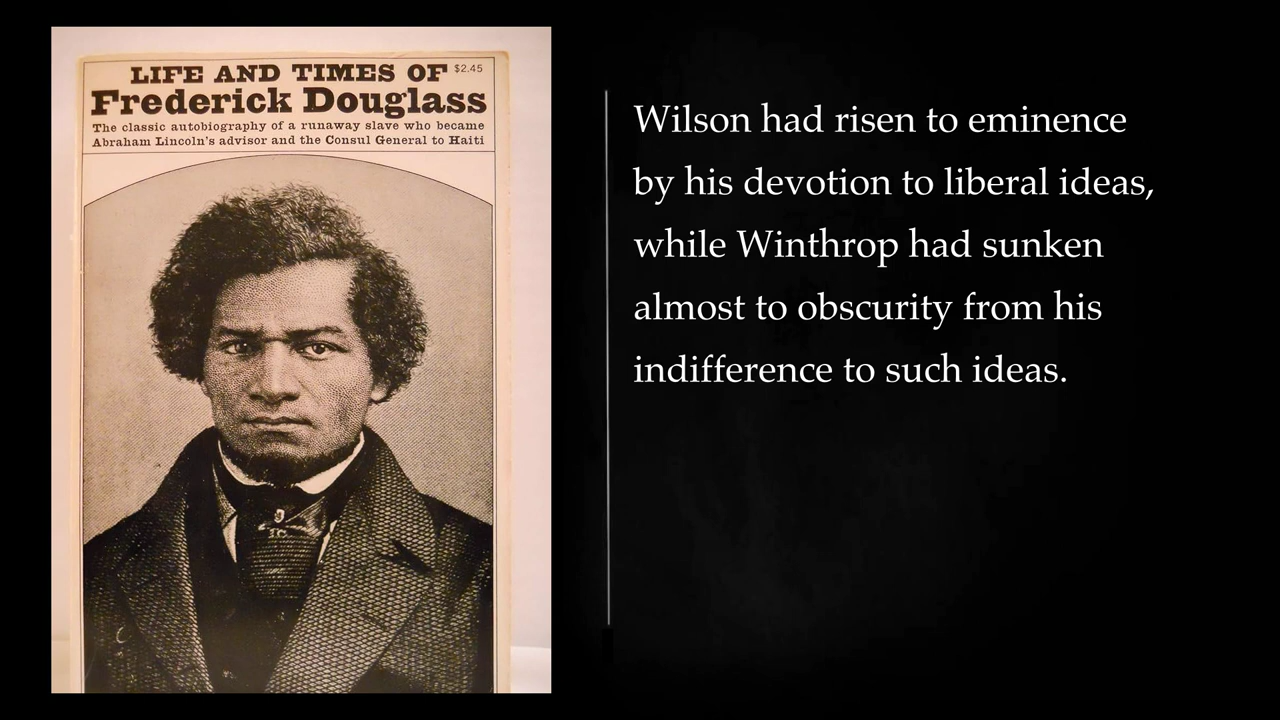 LIFE AND TIMES OF $2.45
Frederick Douglass
The classic autobiography of a runaway slave who became
Abraham Lincoln's advisor and the Consul General to Haiti
Wilson had risen to eminence
by his devotion to liberal ideas,
while Winthrop had sunken
almost to obscurity from his
indifference to such ideas.